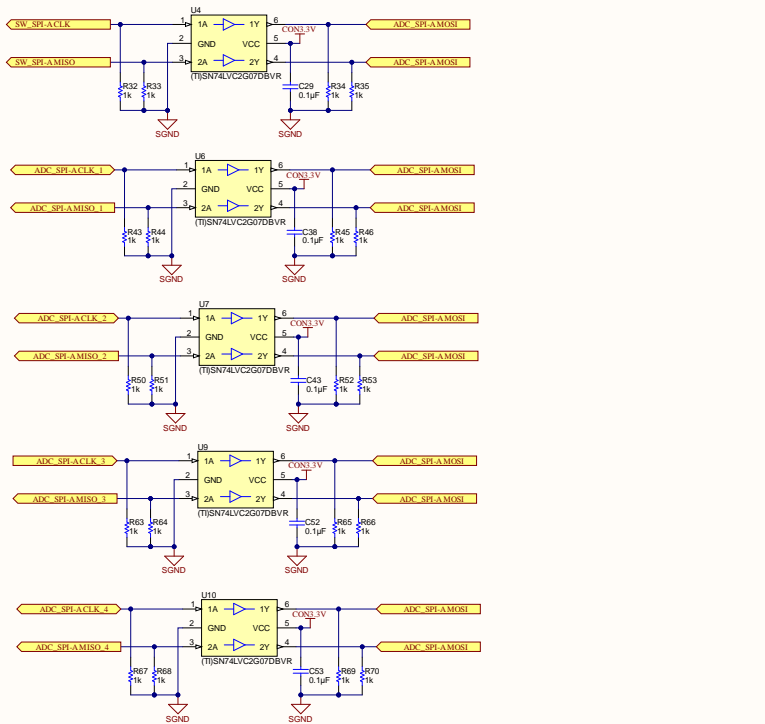 U4
SW_SPI-ACLK 1 1A 1Y 6 ADC_SPI-AMOSI
CON3.3V
2 GND VCC 5
SW_SPI-AMISO 3 2A 2Y 4 ADC_SPI-AMOSI
(TI)SN74LVC2G07DBVR
R32 R33 C29 R34 R35
1k 1k 0.1µF 1k 1k
SGND SGND
U6
ADC_SPI-ACLK_1 1 1A 1Y 6 ADC_SPI-AMOSI
CON3.3V
2 GND VCC 5
ADC_SPI-AMISO_1 3 2A 2Y 4 ADC_SPI-AMOSI
(TI)SN74LVC2G07DBVR
R43 R44 C38 R45 R46
1k 1k 0.1µF 1k 1k
SGND SGND
U7
ADC_SPI-ACLK_2 1 1A 1Y 6 ADC_SPI-AMOSI
CON3.3V
2 GND VCC 5
ADC_SPI-AMISO_2 3 2A 2Y 4 ADC_SPI-AMOSI
(TI)SN74LVC2G07DBVR
R50 R51 C43 R52 R53
1k 1k 0.1µF 1k 1k
SGND SGND
U9
ADC_SPI-ACLK_3 1 1A 1Y 6 ADC_SPI-AMOSI
CON3.3V
2 GND VCC 5
ADC_SPI-AMISO_3 3 2A 2Y 4 ADC_SPI-AMOSI
(TI)SN74LVC2G07DBVR
R63 R64 C52 R65 R66
1k 1k 0.1µF 1k 1k
SGND SGND
U10
ADC_SPI-ACLK_4 1 1A 1Y 6 ADC_SPI-AMOSI
CON3.3V
2 GND VCC 5
ADC_SPI-AMISO_4 3 2A 2Y 4 ADC_SPI-AMOSI
(TI)SN74LVC2G07DBVR
R67 R68 C53 R69 R70
1k 1k 0.1µF 1k 1k
SGND SGND